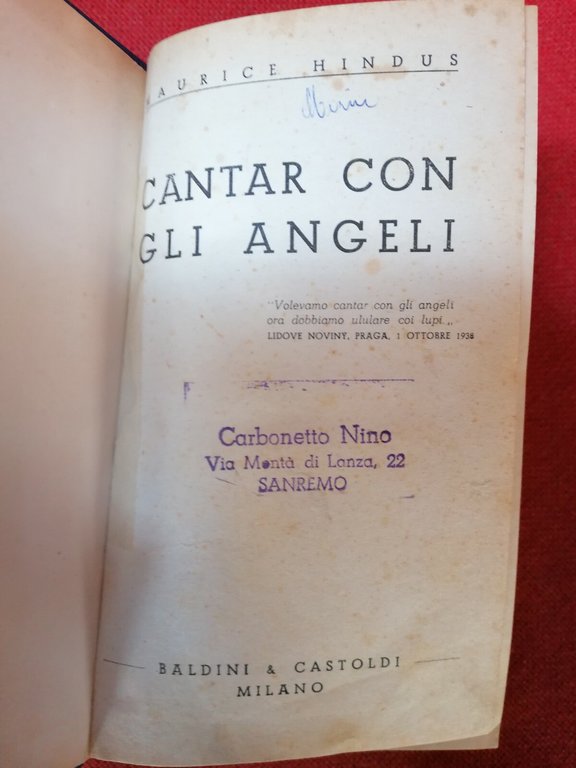 MAURICE HINDUS
CANTAR CON
GLI ANGELI
"Volevamo cantar con gli angeli
ora dobbiamo ululare coi lupi.„
LIDOVE NOVINY, PRAGA, 1 OTTOBRE 1938
Carbonetto Nino
Via Montà di Lanza, 22
SANREMO
BALDINI & CASTOLDI
MILANO